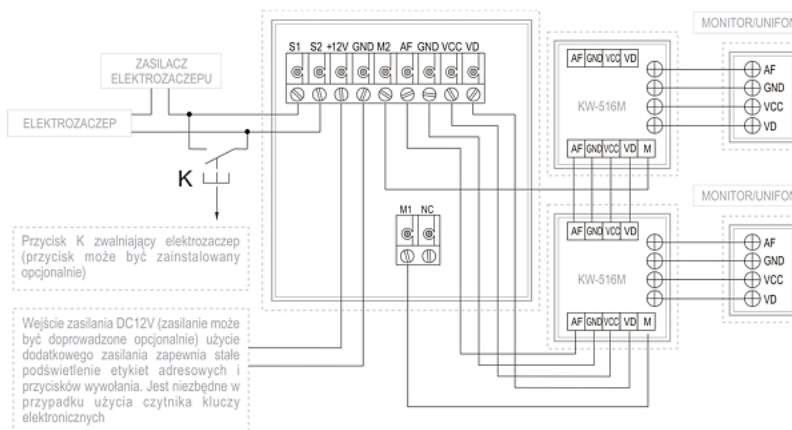 ZASILACZ
ELEKTROZACZEPU
ELEKTROZACZEP
K
Przycisk K zwalniający elektrozaczep
(przycisk może być zainstalowany
opcjonalnie)
Wejście zasilania DC12V (zasilanie może
być doprowadzone opcjonalnie) użycie
dodatkowego zasilania zapewnia stałe
podświetlenie etykiet adresowych i
przycisków wywołania. Jest niezbędne w
przypadku użycia czytnika kluczy
elektronicznych
S1 S2 +12V GND M2 AF GND VCC VD
M1 NC
AF GND VCC VD
KW-516M
AF GND VCC VD M
MONITOR/UNIFON
AF
GND
VCC
VD
AF GND VCC VD
KW-516M
AF GND VCC VD M
MONITOR/UNIFON
AF
GND
VCC
VD